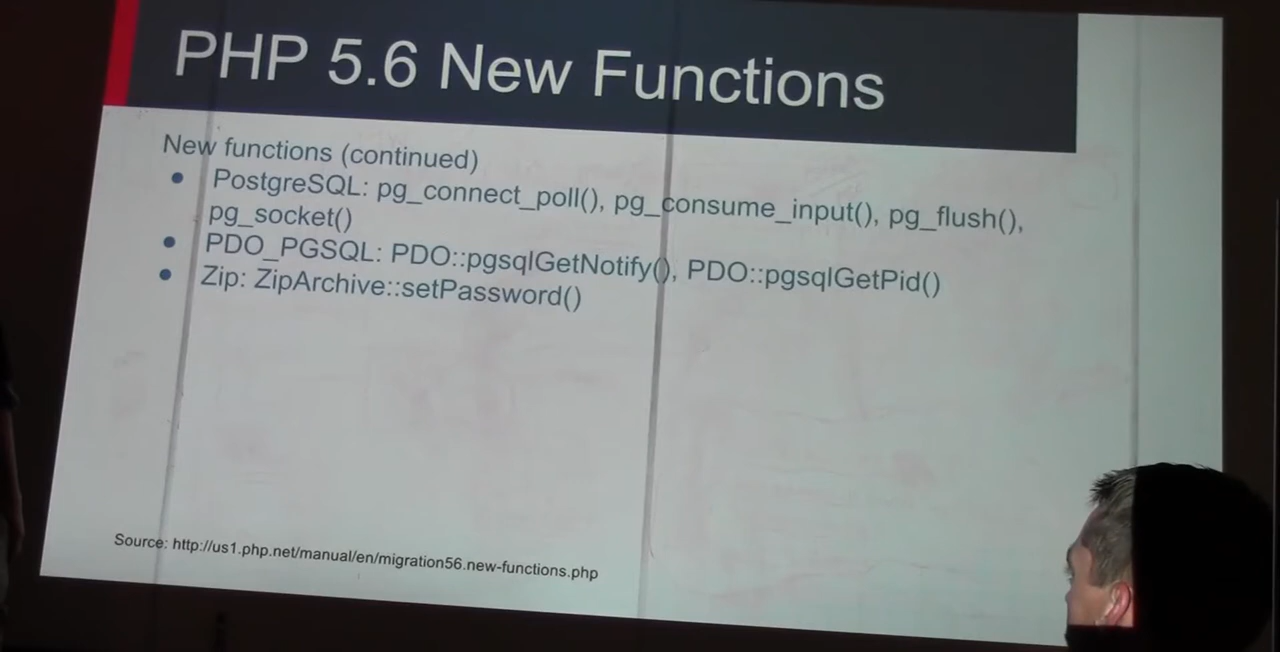 PHP 5.6 New Functions
New functions (continued)
• PostgreSQL: pg_connect_poll(), pg_consume_input(), pg_flush(),
pg_socket()
• PDO_PGSQL: PDO::pgsqlGetNotify(), PDO::pgsqlGetPid()
• Zip: ZipArchive::setPassword()
Source: http://us1.php.net/manual/en/migration56.new-functions.php